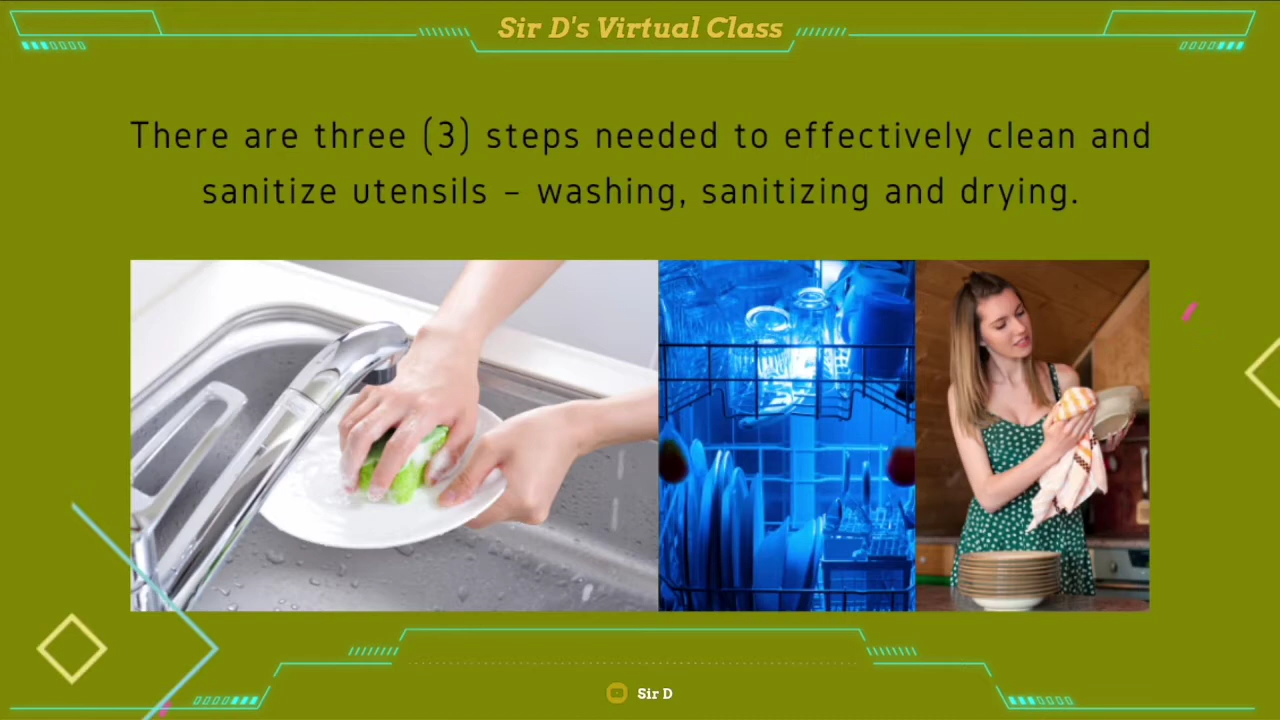 Sir D's Virtual Class
There are three (3) steps needed to effectively clean and
sanitize utensils – washing, sanitizing and drying.
Sir D